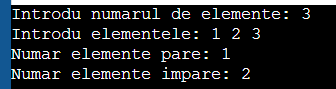 Introdu numarul de elemente: 3
Introdu elementele: 1 2 3
Numar elemente pare: 1
Numar elemente impare: 2